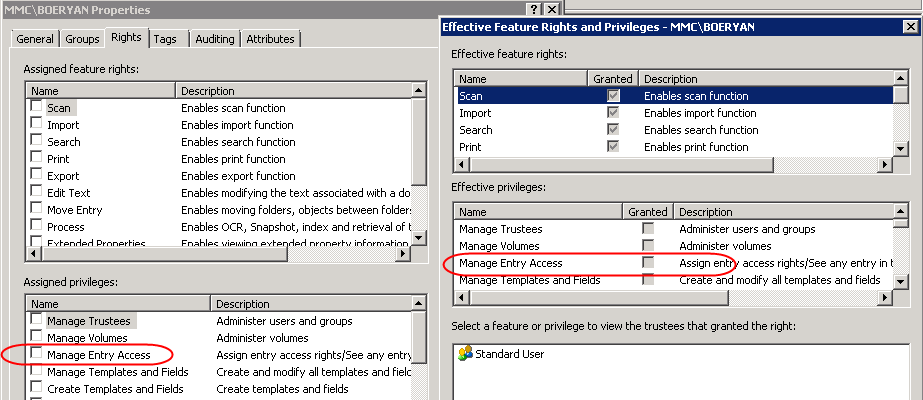 MMC\BOERYAN Properties
General Groups Rights Tags Auditing Attributes
Assigned feature rights:
Name Description
Scan Enables scan function
Import Enables import function
Search Enables search function
Print Enables print function
Export Enables export function
Edit Text Enables modifying the text associated with a do
Move Entry Enables moving folders, objects between folders
Process Enables OCR, Snapshot, index and retrieval of t
Extended Properties Enables viewing extended property information
Assigned privileges:
Name Description
Manage Trustees Administer users and groups
Manage Volumes Administer volumes
Manage Entry Access Assign entry access rights/See any entry
Manage Templates and Fields Create and modify all templates and field
Create Templates and Fields Create templates and fields
Effective Feature Rights and Privileges - MMC\BOERYAN
Effective feature rights:
Name Granted Description
Scan Enables scan function
Import Enables import function
Search Enables search function
Print Enables print function
Effective privileges:
Name Granted Description
Manage Trustees Administer users and groups
Manage Volumes Administer volumes
Manage Entry Access Assign entry access rights/See any entry in t
Manage Templates and Fields Create and modify all templates and fields
Select a feature or privilege to view the trustees that granted the right:
Standard User